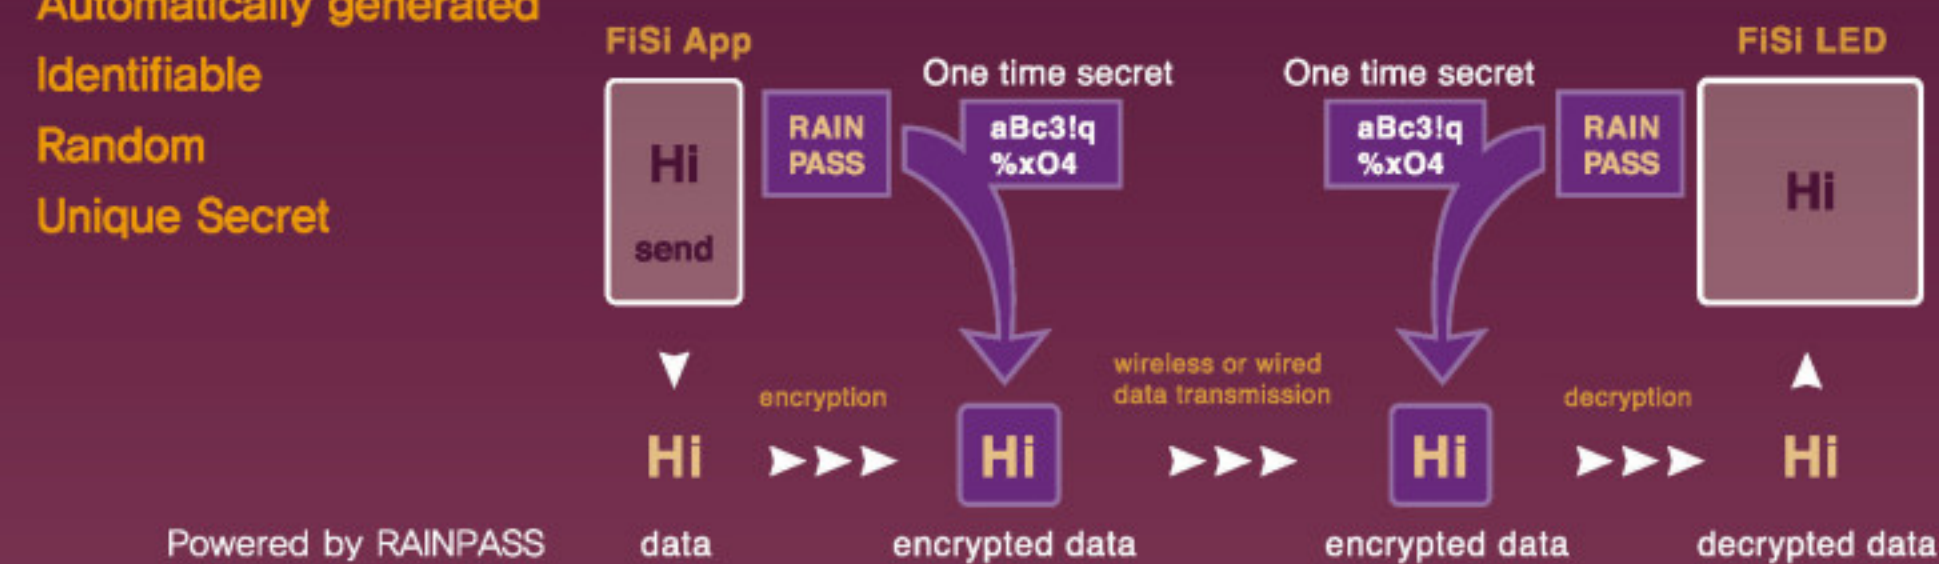 Automatically generated
Identifiable
Random
Unique Secret
Powered by RAINPASS
FiSi App
Hi
send
RAIN
PASS
One time secret
aBc3!q
%xO4
One time secret
aBc3!q
%xO4
RAIN
PASS
FiSi LED
Hi
encryption
wireless or wired
data transmission
decryption
Hi
Hi
Hi
Hi
data
encrypted data
encrypted data
decrypted data